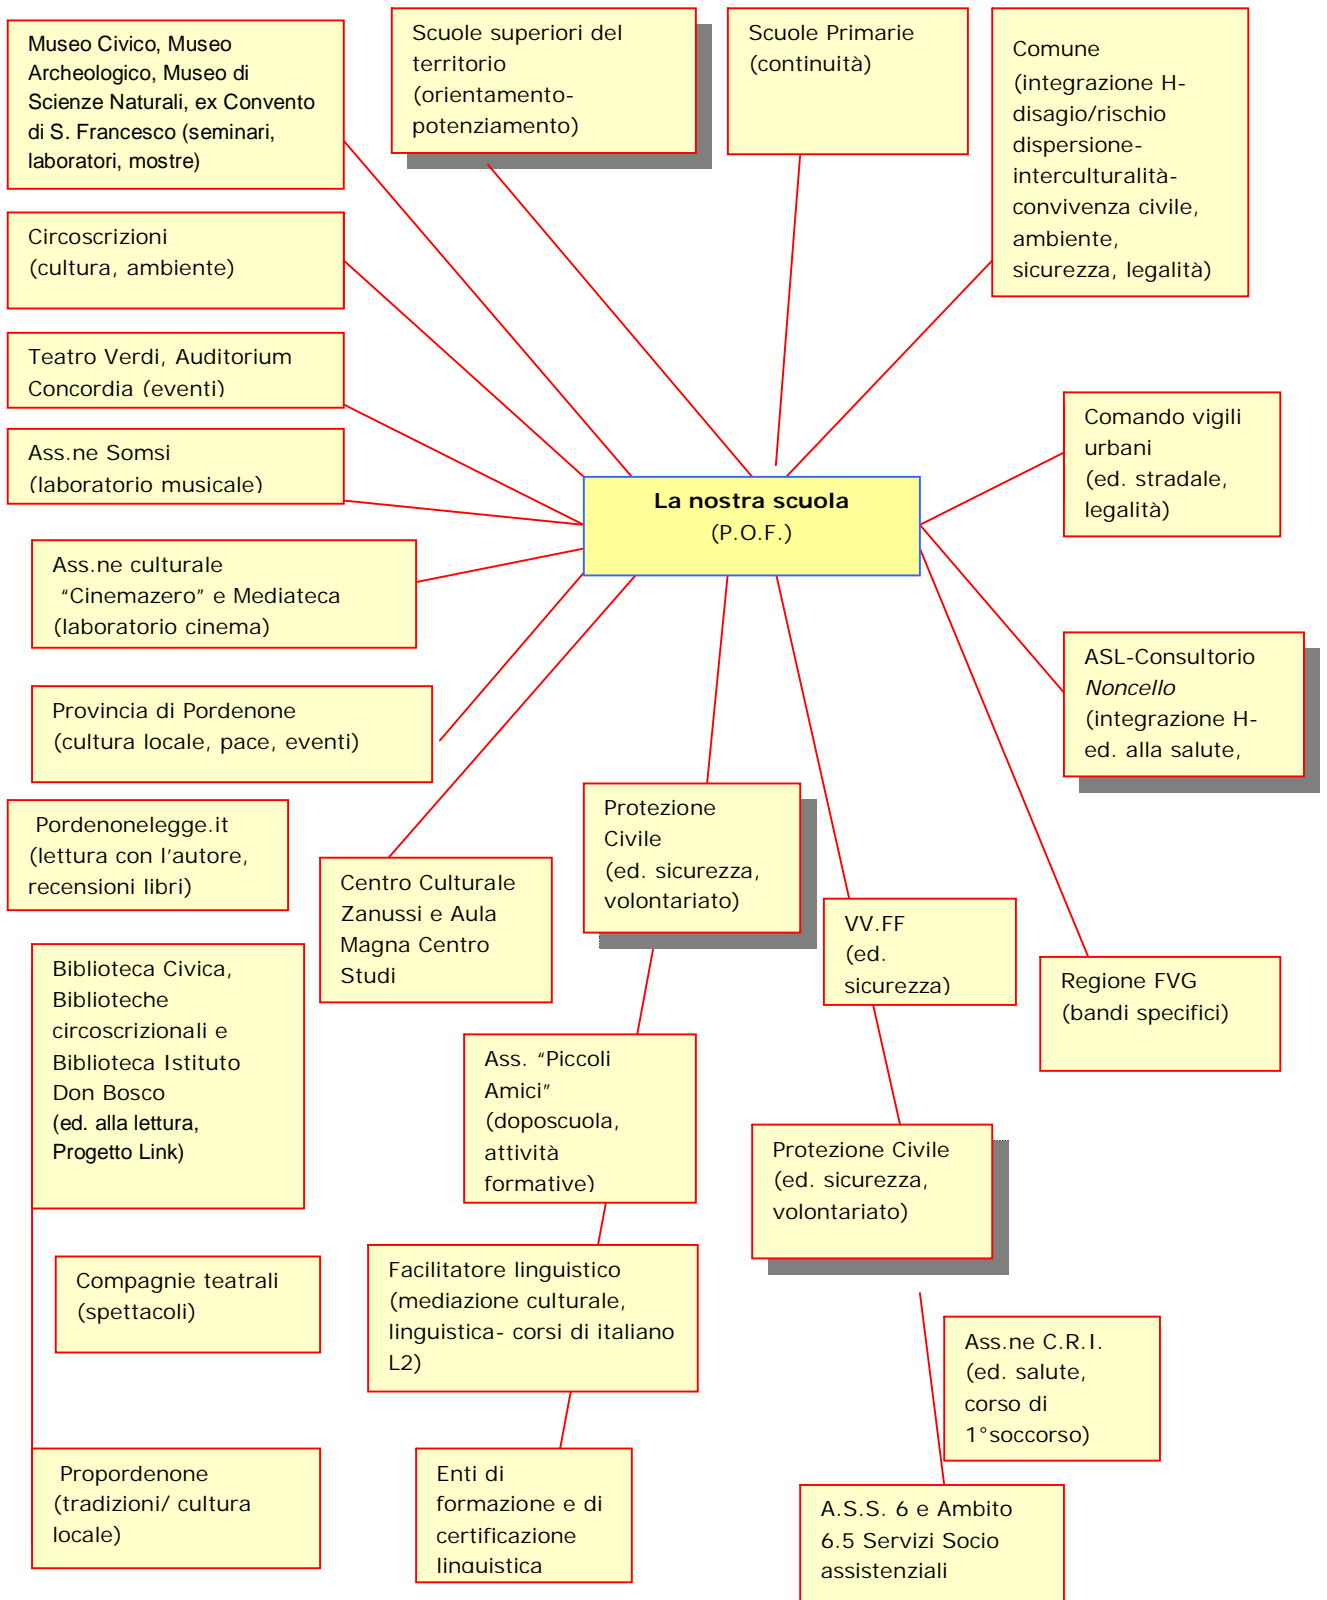 Museo Civico, Museo
Archeologico, Museo di
Scienze Naturali, ex Convento
di S. Francesco (seminari,
laboratori, mostre)
Scuole superiori del
territorio
(orientamento-
potenziamento)
Scuole Primarie
(continuità)
Comune
(integrazione H-
disagio/rischio
dispersione-
interculturalità-
convivenza civile,
ambiente,
sicurezza, legalità)
Circoscrizioni
(cultura, ambiente)
Teatro Verdi, Auditorium
Concordia (eventi)
Ass.ne Somsi
(laboratorio musicale)
Comando vigili
urbani
(ed. stradale,
legalità)
La nostra scuola
(P.O.F.)
Ass.ne culturale
“Cinemazero” e Mediateca
(laboratorio cinema)
ASL-Consultorio
Noncello
(integrazione H-
ed. alla salute,
Provincia di Pordenone
(cultura locale, pace, eventi)
Pordenonelegge.it
(lettura con l'autore,
recensioni libri)
Centro Culturale
Zanussi e Aula
Magna Centro
Studi
Protezione
Civile
(ed. sicurezza,
volontariato)
VV.FF
(ed.
sicurezza)
Regione FVG
(bandi specifici)
Biblioteca Civica,
Biblioteche
circoscrizionali e
Biblioteca Istituto
Don Bosco
(ed. alla lettura,
Progetto Link)
Ass. “Piccoli
Amici”
(doposcuola,
attività
formative)
Protezione Civile
(ed. sicurezza,
volontariato)
Compagnie teatrali
(spettacoli)
Facilitatore linguistico
(mediazione culturale,
linguistica- corsi di italiano
L2)
Ass.ne C.R.I.
(ed. salute,
corso di
1°soccorso)
Propordenone
(tradizioni/ cultura
locale)
Enti di
formazione e di
certificazione
linguistica
A.S.S. 6 e Ambito
6.5 Servizi Socio
assistenziali